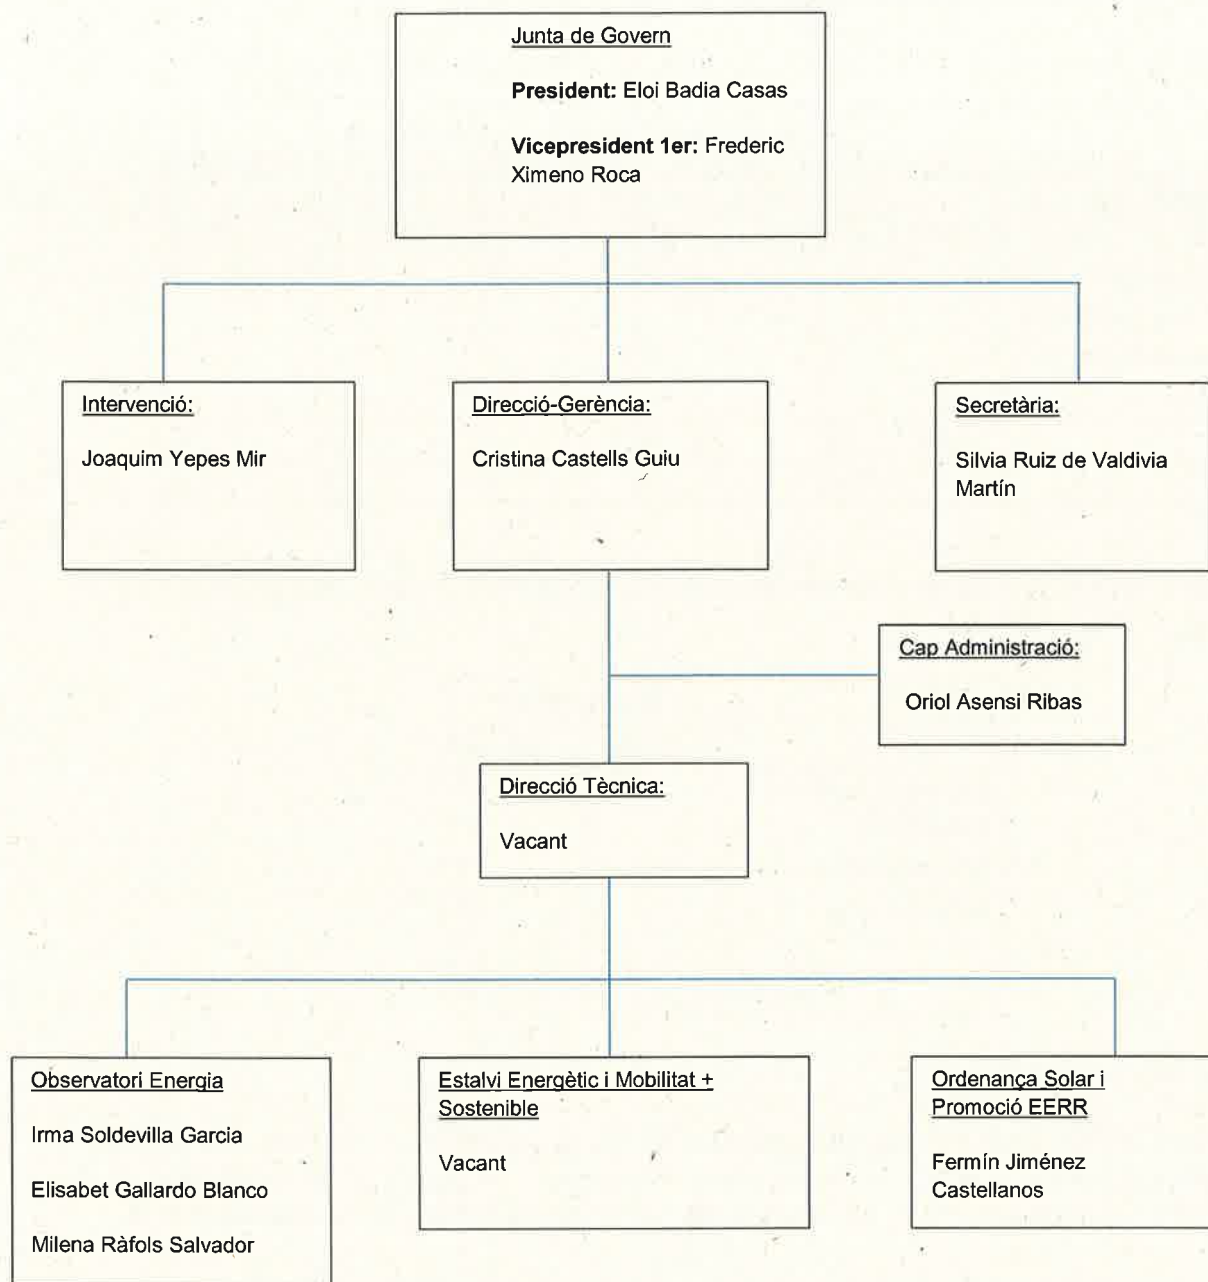 Junta de Govern
President: Eloi Badia Casas
Vicepresident 1er: Frederic
Ximeno Roca
Intervenció:
Joaquim Yepes Mir
Direcció-Gerència:
Cristina Castells Guiu
Secretària:
Silvia Ruiz de Valdivia
Martín
Cap Administració:
Oriol Asensi Ribas
Direcció Tècnica:
Vacant
Observatori Energia
Irma Soldevilla Garcia
Elisabet Gallardo Blanco
Milena Ràfols Salvador
Estalvi Energètic i Mobilitat +
Sostenible
Vacant
Ordenança Solar i
Promoció EERR
Fermín Jiménez
Castellanos